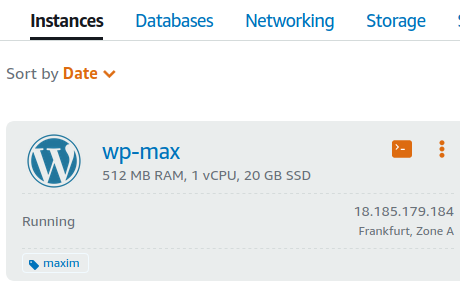 Instances Databases Networking Storage
Sort by Date
wp-max
512 MB RAM, 1 vCPU, 20 GB SSD
Running
18.185.179.184
Frankfurt, Zone A
maxim